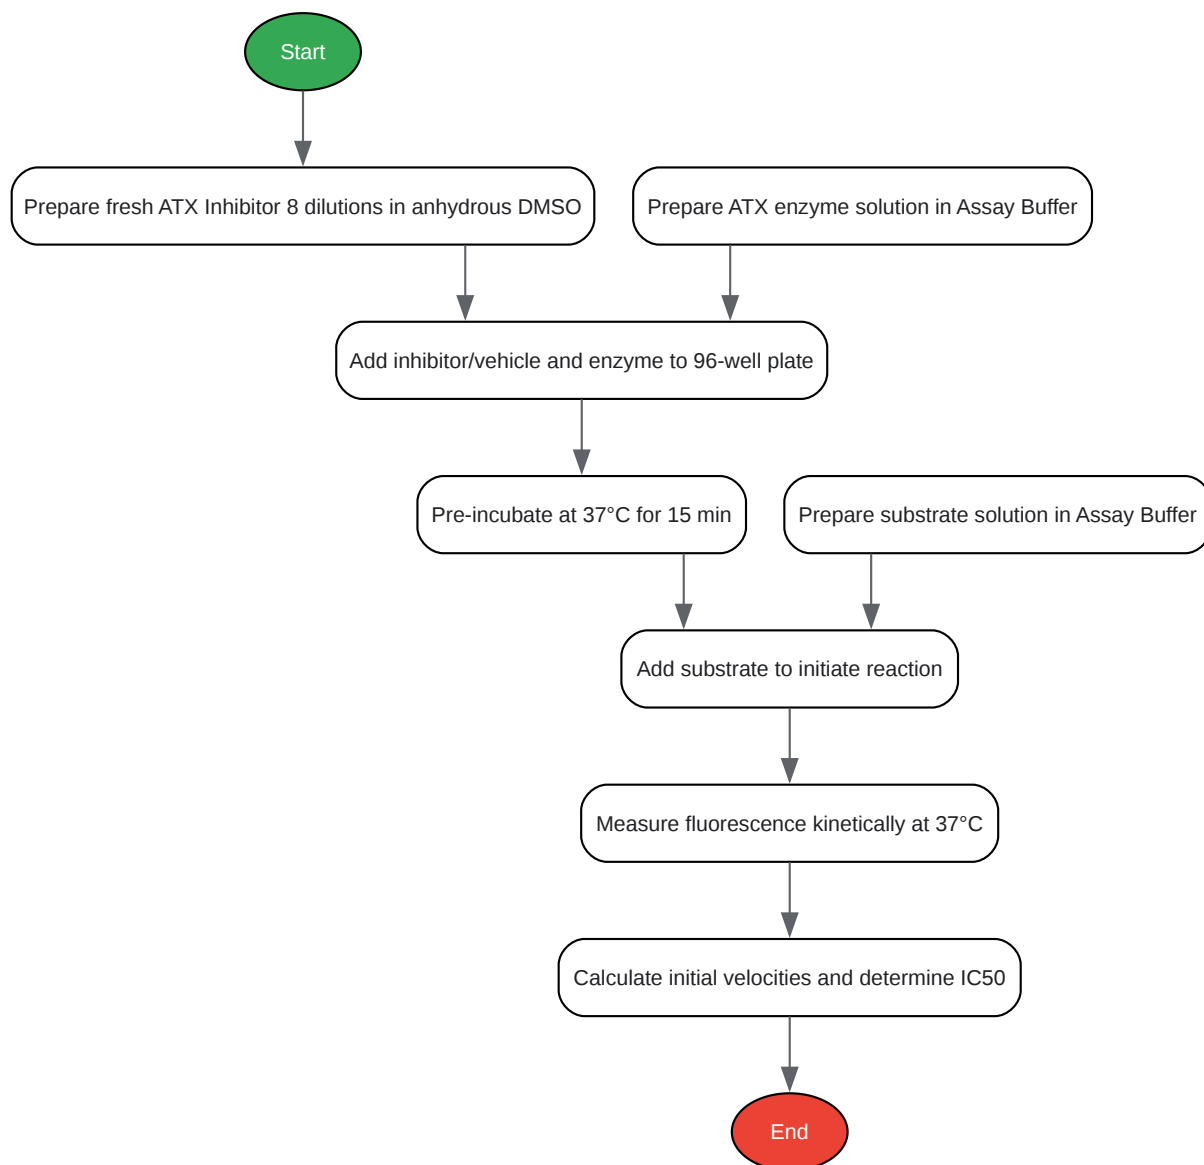 Start
Prepare fresh ATX Inhibitor 8 dilutions in anhydrous DMSO
Prepare ATX enzyme solution in Assay Buffer
Add inhibitor/vehicle and enzyme to 96-well plate
Pre-incubate at 37°C for 15 min
Prepare substrate solution in Assay Buffer
Add substrate to initiate reaction
Measure fluorescence kinetically at 37°C
Calculate initial velocities and determine IC50
End